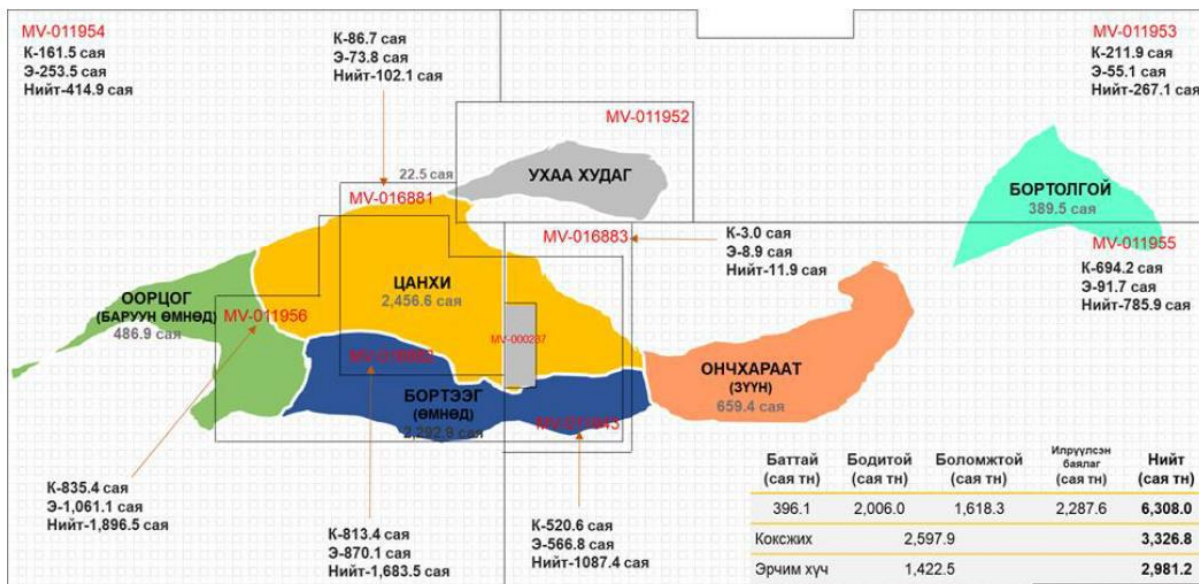 MV-011954
К-161.5 сая
Э-253.5 сая
Нийт-414.9 сая
К-86.7 сая
Э-73.8 сая
Нийт-102.1 сая
MV-011953
К-211.9 сая
Э-55.1 сая
Нийт-267.1 сая
MV-011952
УХАА ХУДАГ
22.5 сая
MV-016881
БОРТОЛГОЙ
389.5 сая
MV-016883
К-3.0 сая
Э-8.9 сая
Нийт-11.9 сая
MV-011955
К-694.2 сая
Э-91.7 сая
Нийт-785.9 сая
ЦАНХИ
2,456.6 сая
ООРЦОГ
(БАРУУН ӨМНӨД)
486.9 сая
MV-011956
MV-000237
ОНЧХАРААТ
(ЗҮҮН)
659.4 сая
БОРТЭЭГ
(ӨМНӨД)
2,292.9 сая
MV-011943
К-835.4 сая
Э-1,061.1 сая
Нийт-1,896.5 сая
К-813.4 сая
Э-870.1 сая
Нийт-1,683.5 сая
К-520.6 сая
Э-566.8 сая
Нийт-1087.4 сая
Баттай (сая тн) Бодитой (сая тн) Боломжтой (сая тн) Илрүүлсэн баялаг (сая тн) Нийт (сая тн)
396.1 2,006.0 1,618.3 2,287.6 6,308.0
Коксжих 2,597.9 3,326.8
Эрчим хүч 1,422.5 2,981.2